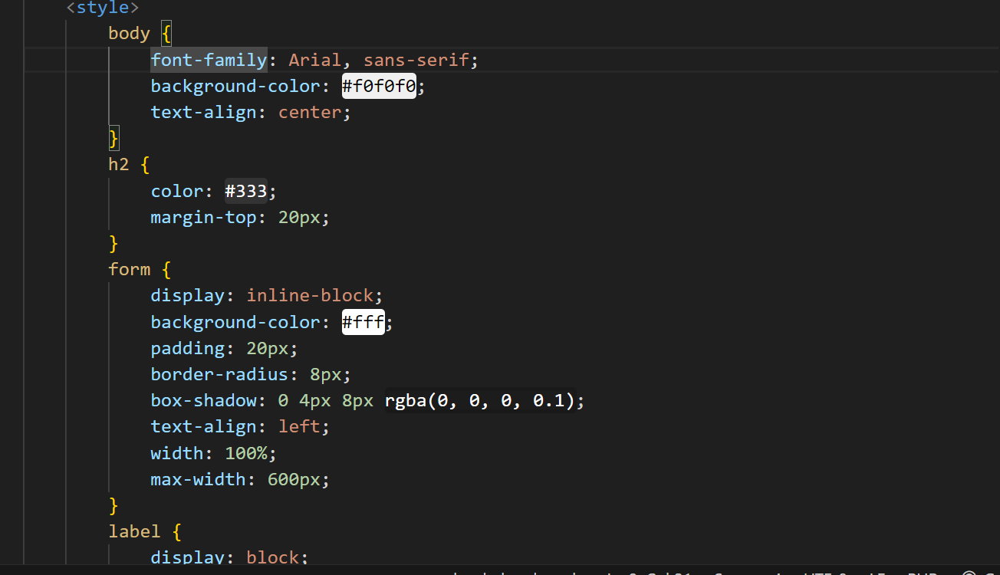 <style>
body {
font-family: Arial, sans-serif;
background-color: #f0f0f0;
text-align: center;
}
h2 {
color: #333;
margin-top: 20px;
}
form {
display: inline-block;
background-color: #fff;
padding: 20px;
border-radius: 8px;
box-shadow: 0 4px 8px rgba(0, 0, 0, 0.1);
text-align: left;
width: 100%;
max-width: 600px;
}
label {
display: block;